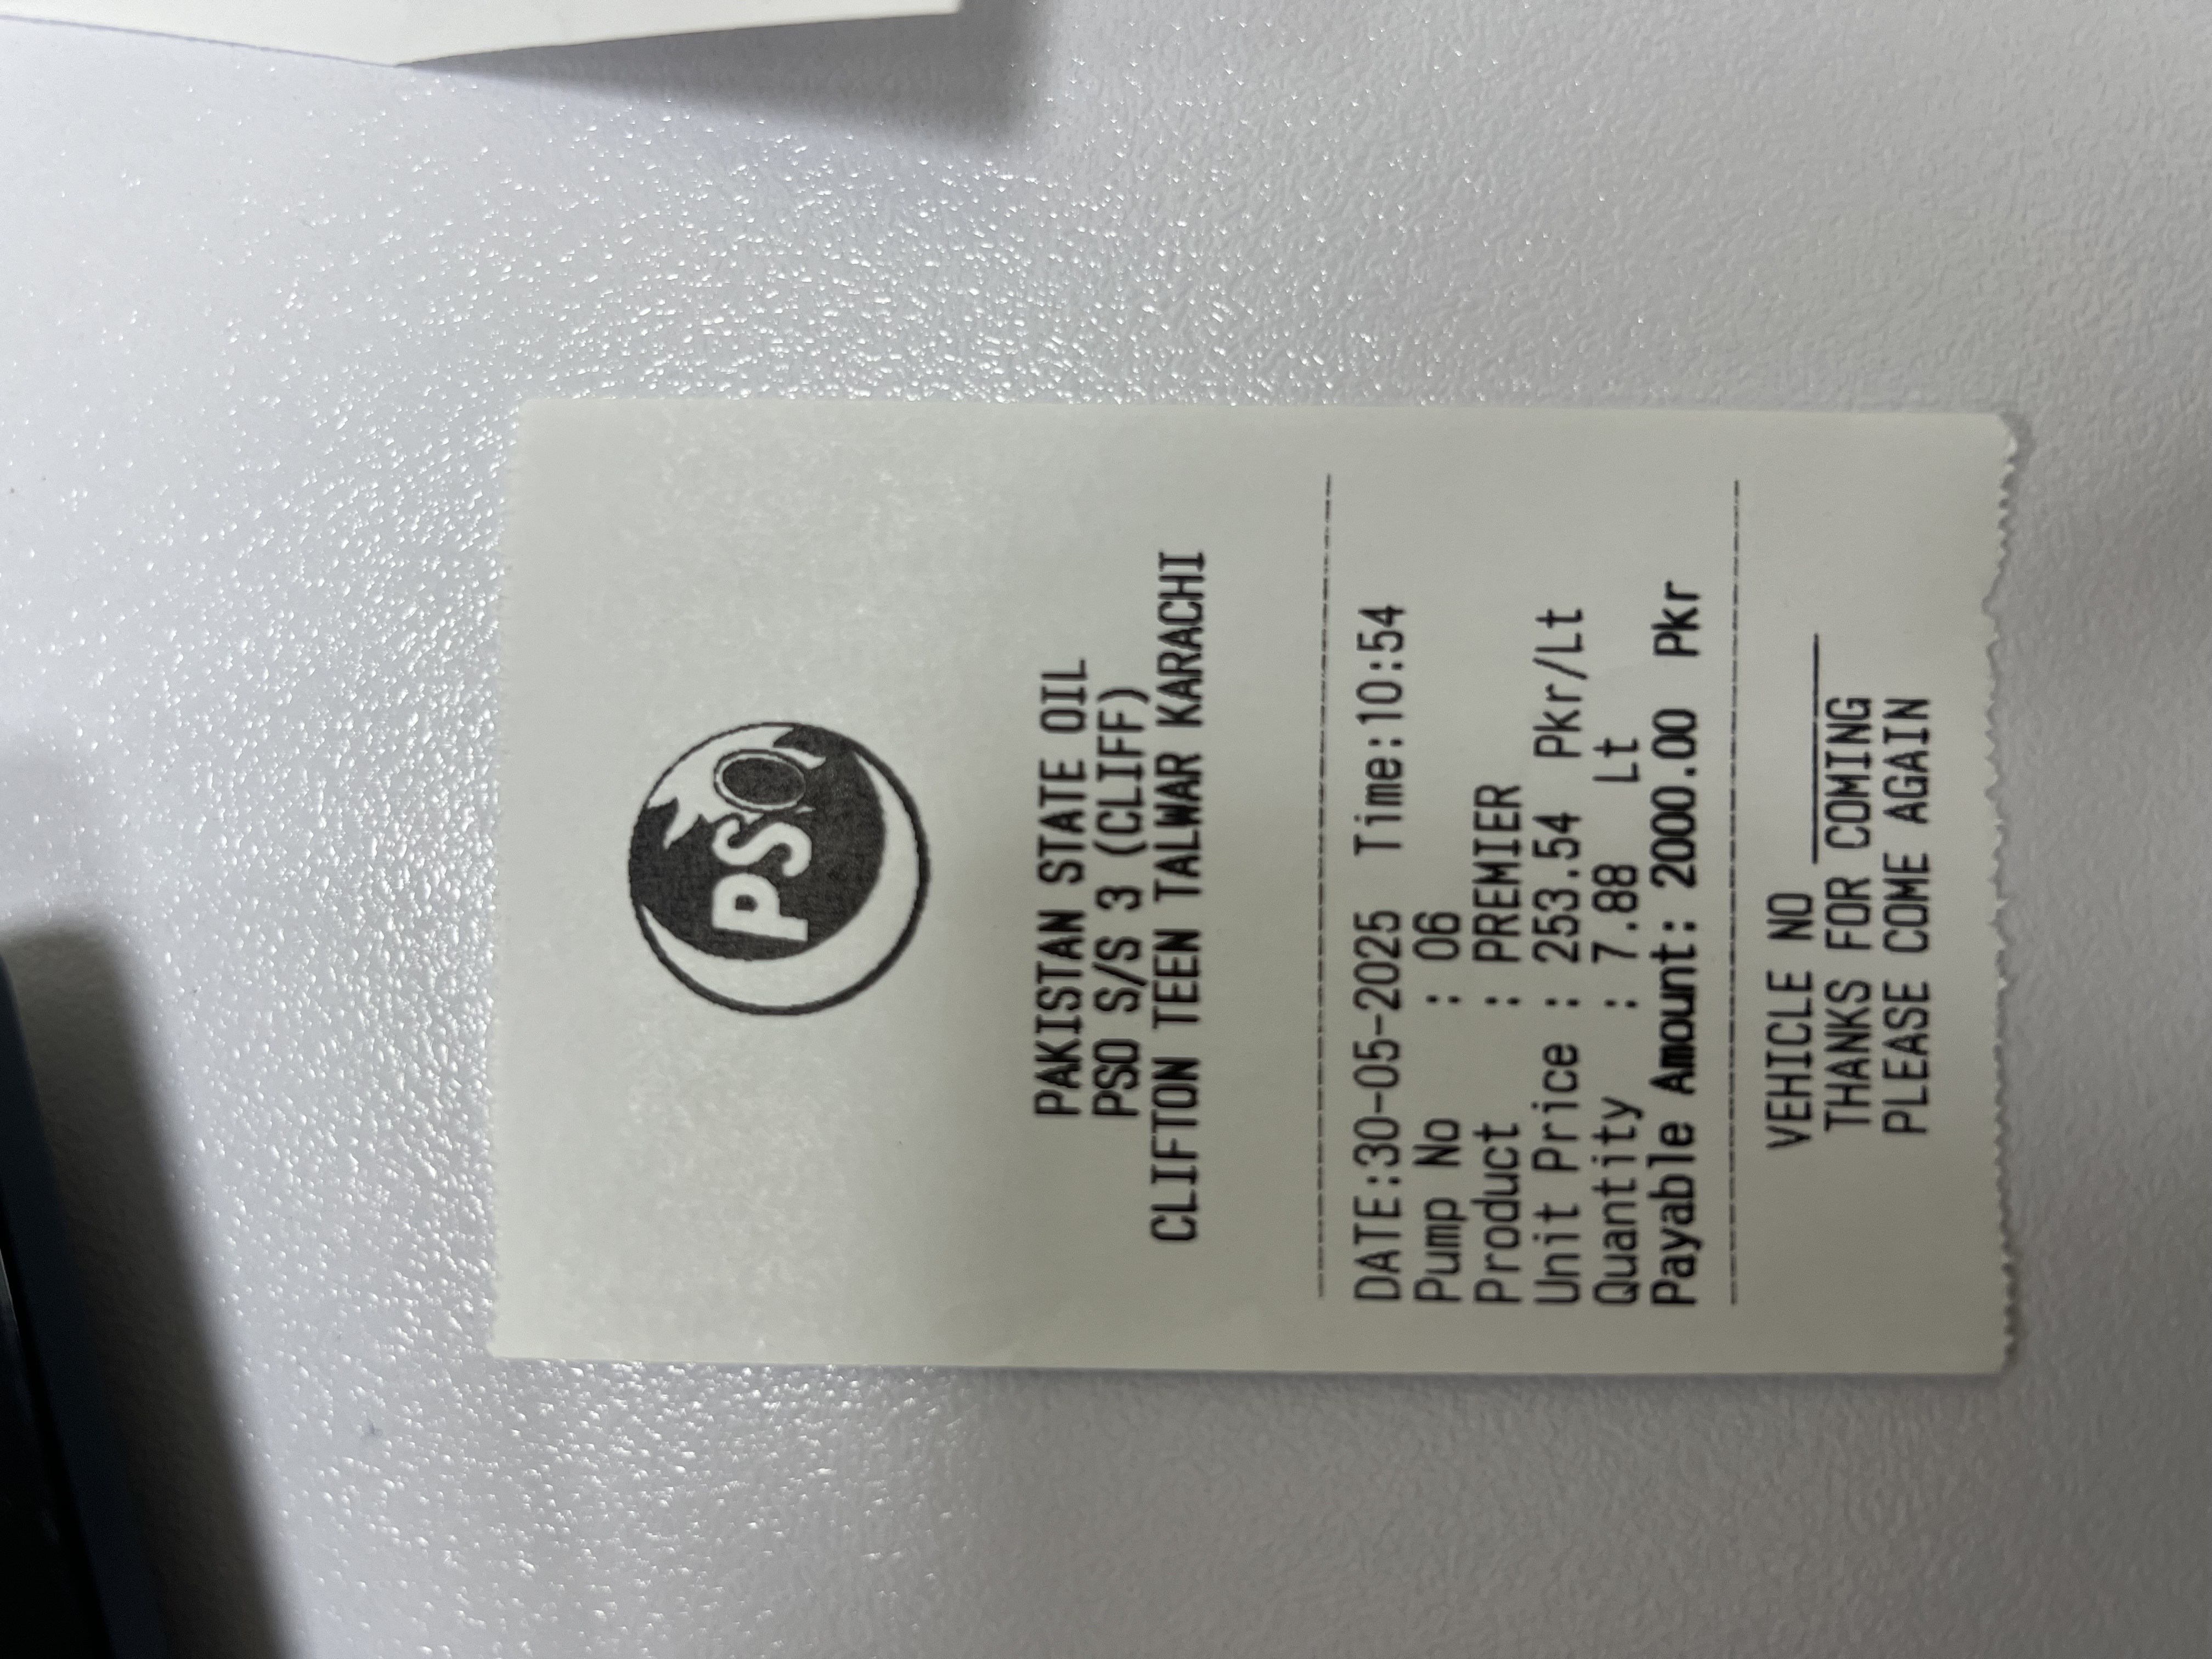 PSO
PAKISTAN STATE OIL
PSO S/S 3 (CLIFF)
CLIFTON TEEN TALWAR KARACHI
DATE:30-05-2025 Time:10:54
Pump No : 06
Product : PREMIER
Unit Price : 253.54 Pkr/Lt
Quantity : 7.88 Lt
Payable Amount: 2000.00 Pkr
VEHICLE NO ________
THANKS FOR COMING
PLEASE COME AGAIN